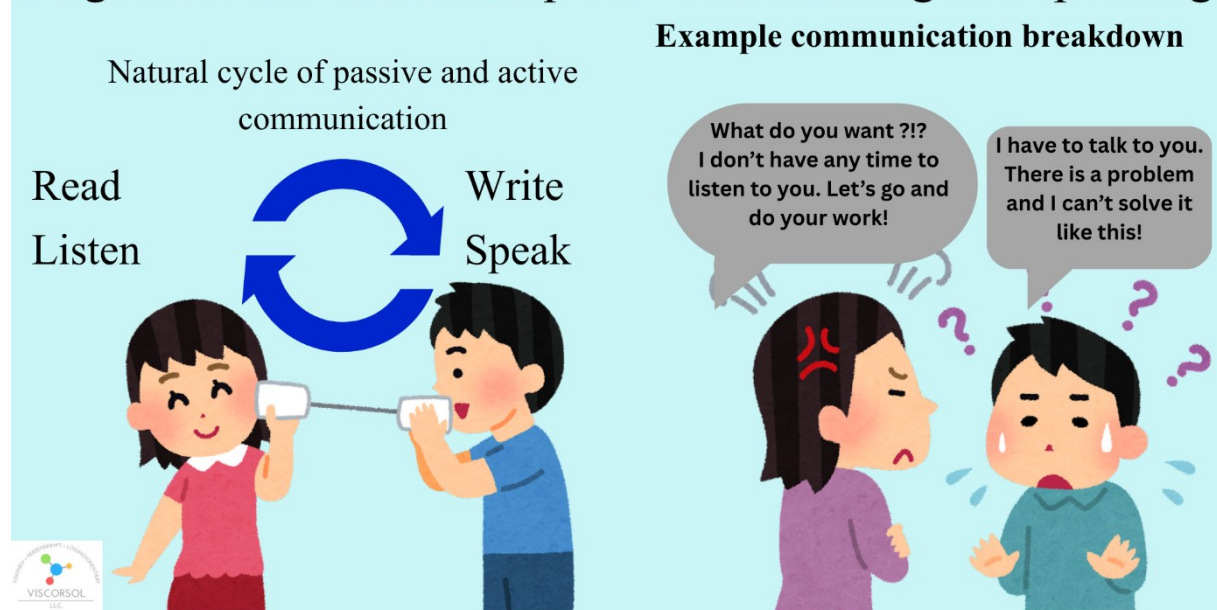 Example communication breakdown
Natural cycle of passive and active
communication
Read
Listen
Write
Speak
What do you want ?!?
I don’t have any time to
listen to you. Let’s go and
do your work!
I have to talk to you.
There is a problem
and I can’t solve it
like this!
VISCORSOL
LLC.